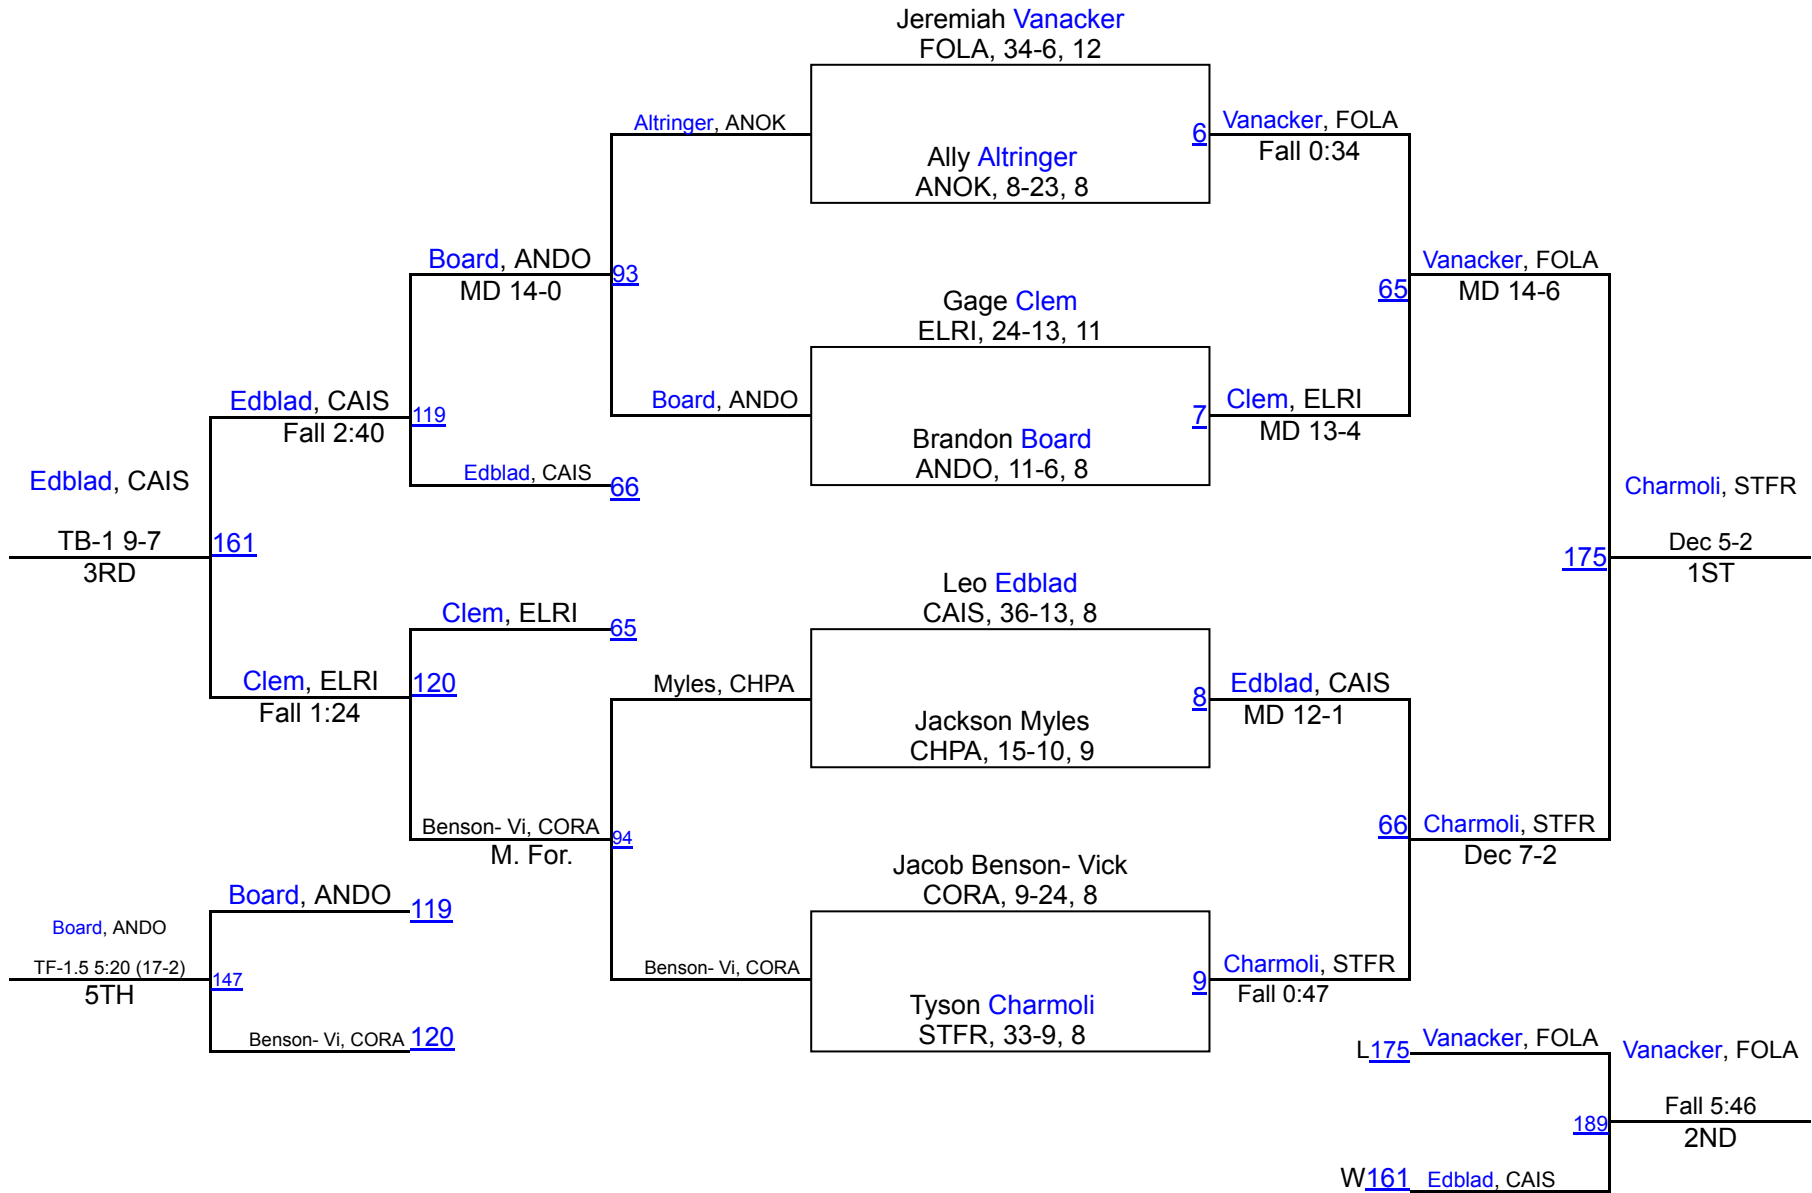 Jeremiah Vanacker
FOLA, 34-6, 12
Altringer, ANOK
6
Vanacker, FOLA
Fall 0:34
Ally Altringer
ANOK, 8-23, 8
Board, ANDO
MD 14-0
93
Vanacker, FOLA
MD 14-6
65
Gage Clem
ELRI, 24-13, 11
Edblad, CAIS
Fall 2:40
119
Board, ANDO
7
Clem, ELRI
MD 13-4
Brandon Board
ANDO, 11-6, 8
Edblad, CAIS
66
Edblad, CAIS
TB-1 9-7
3RD
161
Charmoli, STFR
Dec 5-2
1ST
175
Leo Edblad
CAIS, 36-13, 8
Clem, ELRI
65
Clem, ELRI
Fall 1:24
120
Myles, CHPA
8
Edblad, CAIS
MD 12-1
Jackson Myles
CHPA, 15-10, 9
Benson- Vi, CORA
M. For.
94
66
Charmoli, STFR
Dec 7-2
Jacob Benson- Vick
CORA, 9-24, 8
Board, ANDO
119
Board, ANDO
TF-1.5 5:20 (17-2)
5TH
147
Benson- Vi, CORA
9
Charmoli, STFR
Fall 0:47
Tyson Charmoli
STFR, 33-9, 8
Benson- Vi, CORA
120
L175
Vanacker, FOLA
Vanacker, FOLA
Fall 5:46
2ND
189
W161
Edblad, CAIS